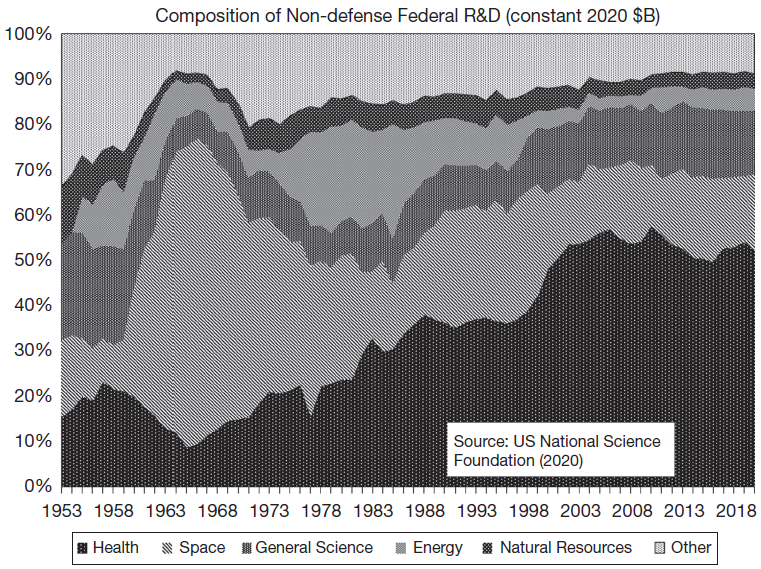 Composition of Non-defense Federal R&D (constant 2020 $B)
100%
90%
80%
70%
60%
50%
40%
30%
20%
10%
0%
Source: US National Science
Foundation (2020)
1953 1958 1963 1968 1973 1978 1983 1988 1993 1998 2003 2008 2013 2018
Health Space General Science Energy Natural Resources Other